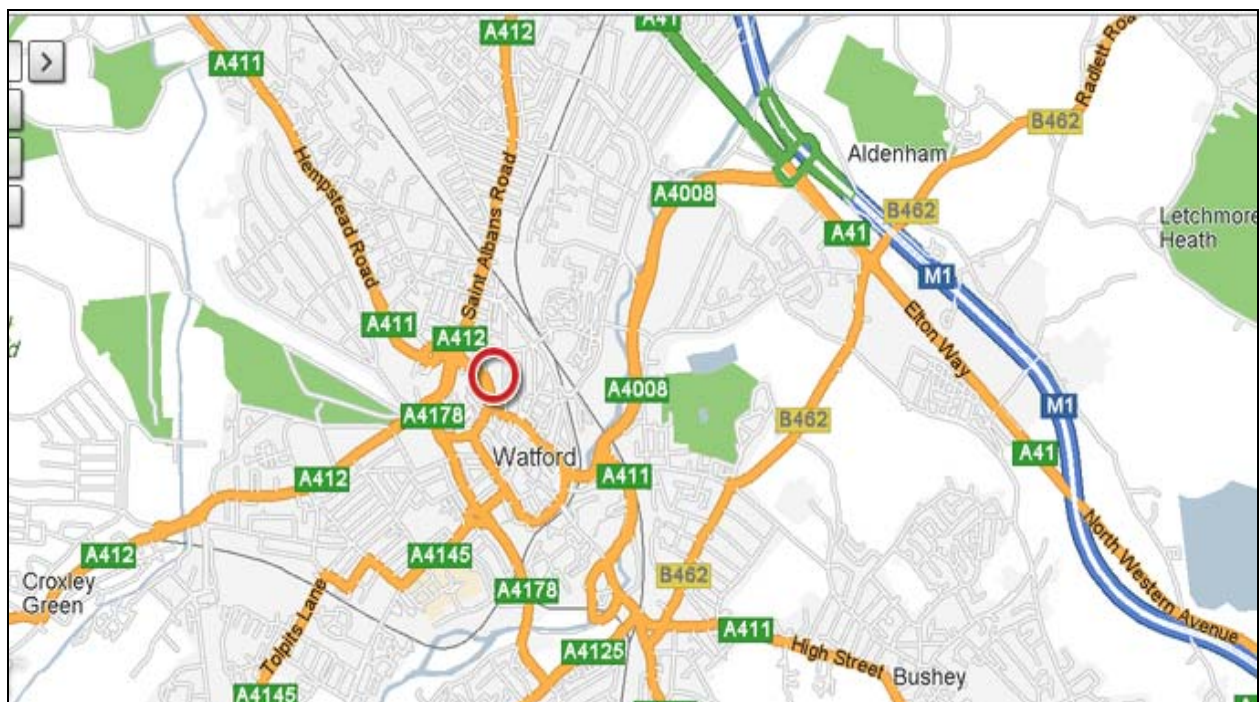 A41
A412
A411
>
Radlett Roa
B462
Aldenham
Hempstead Road
Saint Albans Road
A4008
B462
Letchmore
Heath
A41
M1
A411
A412
Elton Way
A4008
M1
A4178
B462
Watford
A41
A412
A411
North Western Avenue
A412
A4145
B462
Croxley
Green
A4178
Tolpits Lane
A411
High Street
A4125
Bushey
A4145